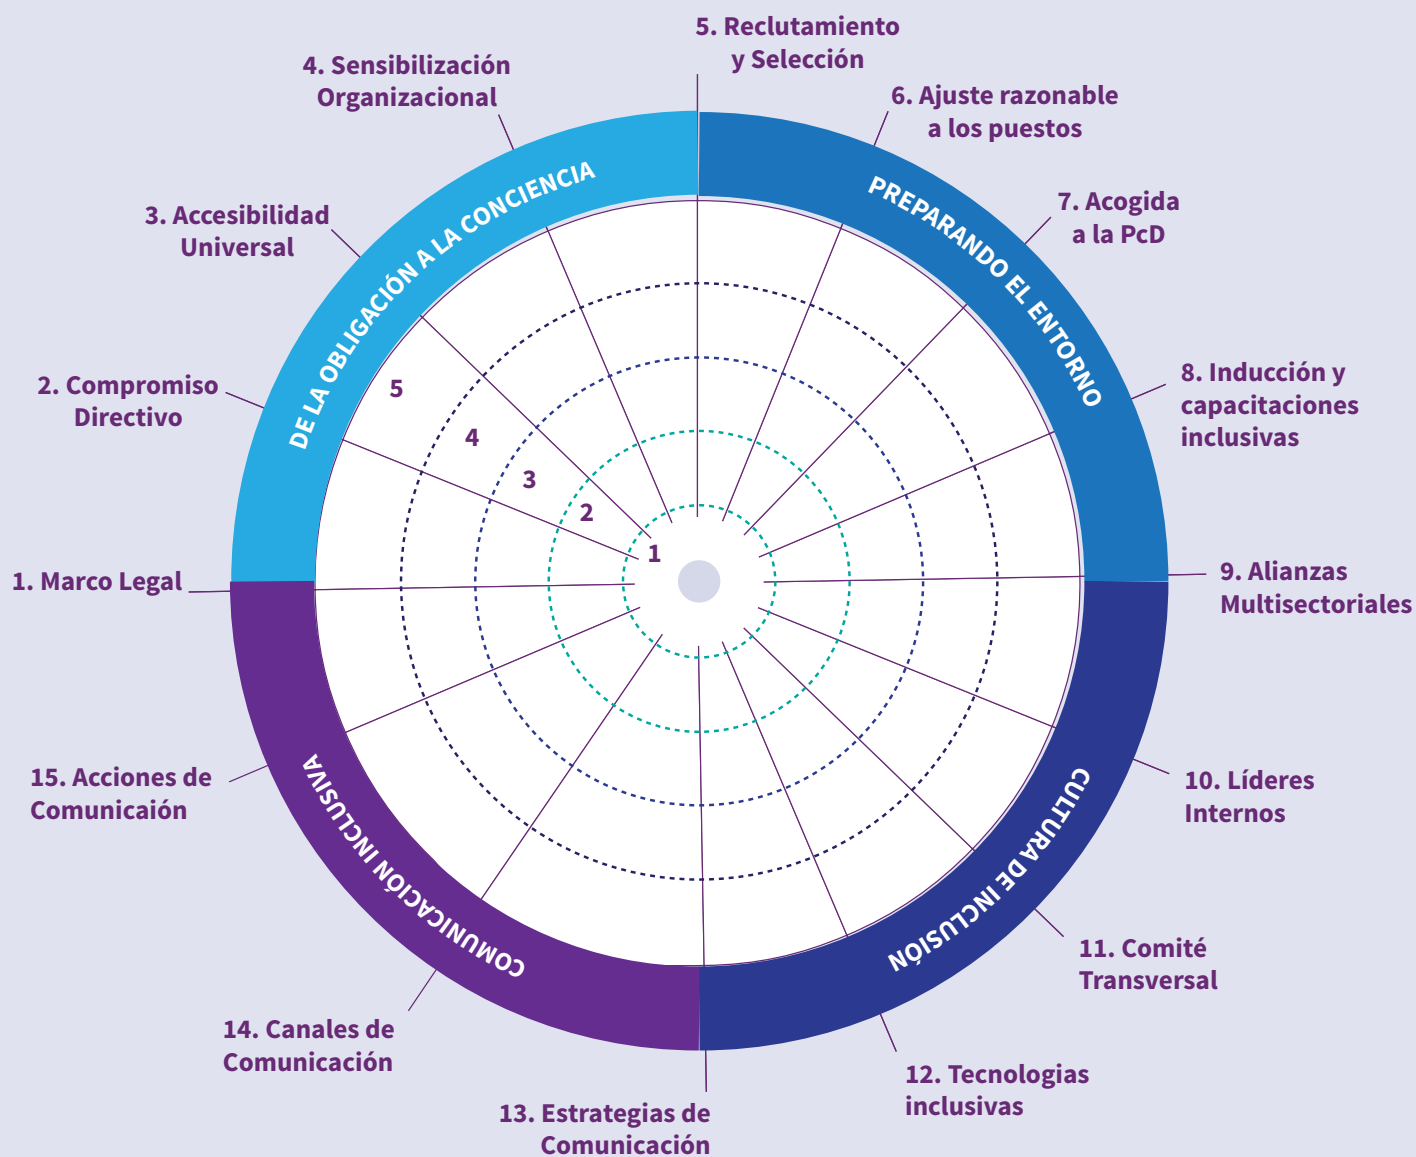 5. Reclutamiento
y Selección
4. Sensibilización
Organizacional
6. Ajuste razonable
a los puestos
3. Accesibilidad
Universal
7. Acogida
a la PcD
2. Compromiso
Directivo
8. Inducción y
capacitaciones
inclusivas
1. Marco Legal
9. Alianzas
Multisectoriales
15. Acciones de
Comunicaión
10. Líderes
Internos
14. Canales de
Comunicación
11. Comité
Transversal
13. Estrategias de
Comunicación
12. Tecnologias
inclusivas
DE LA OBLIGACIÓN A LA CONCIENCIA
PREPARANDO EL ENTORNO
CULTURA DE INCLUSIÓN
COMUNICACIÓN INCLUSIVA
5
4
3
2
1